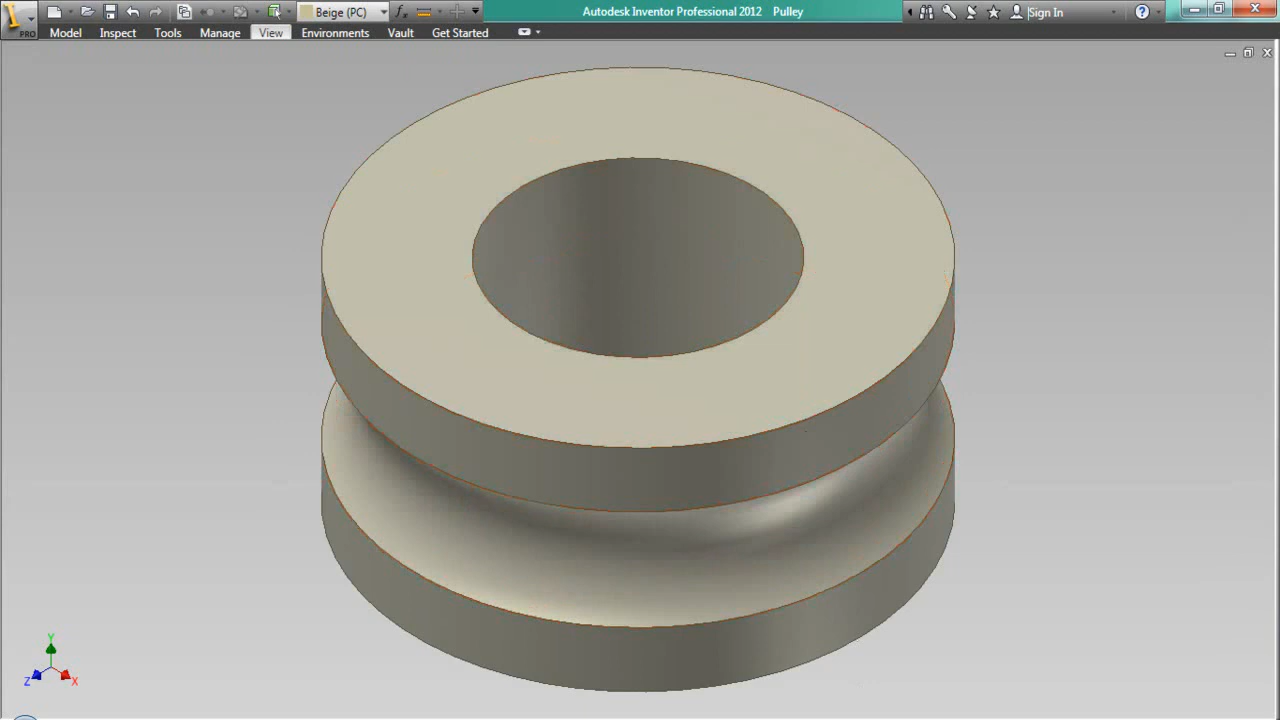 Beige (PC) fx Autodesk Inventor Professional 2012 Pulley Sign In ?
PRO Model Inspect Tools Manage View Environments Vault Get Started
Y
Z X